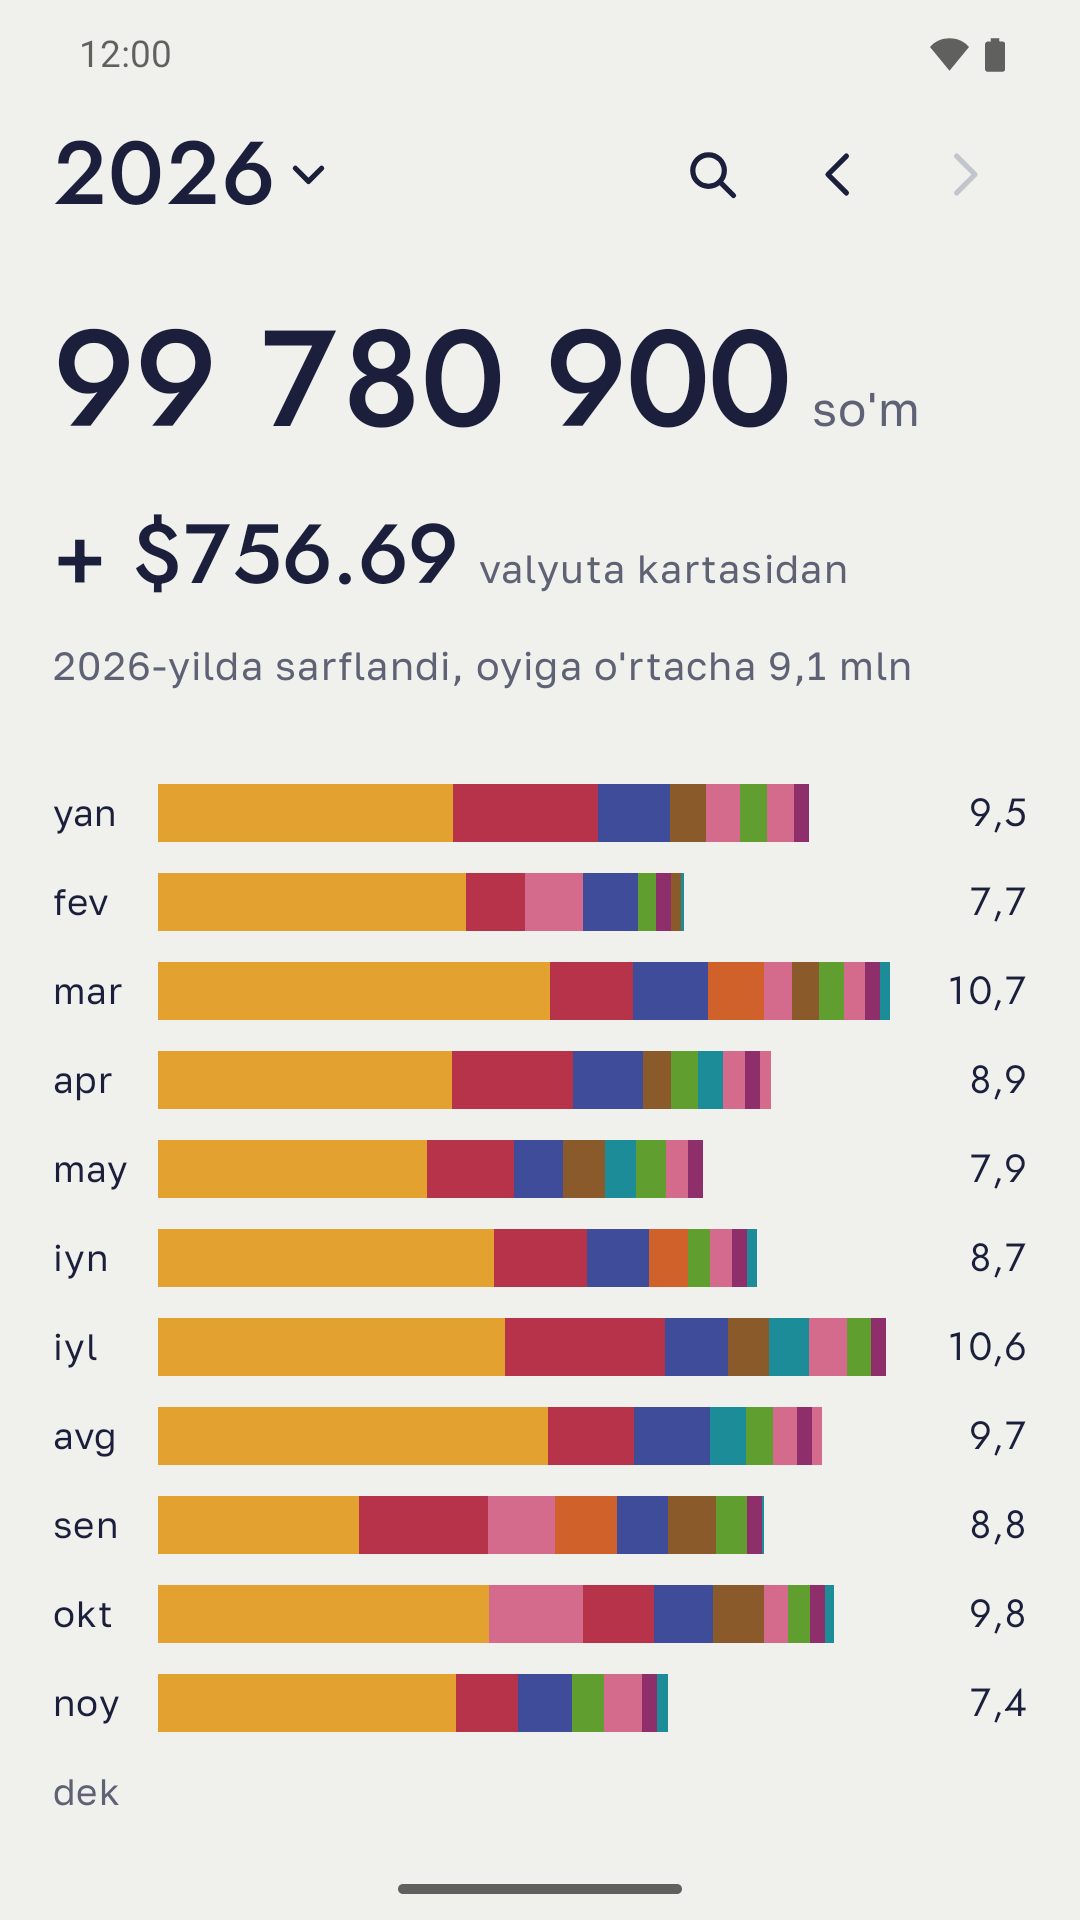 12:00
2026
99 780 900 so'm
+ $756.69 valyuta kartasidan
2026-yilda sarflandi, oyiga o'rtacha 9,1 mln
yan 9,5
fev 7,7
mar 10,7
apr 8,9
may 7,9
iyn 8,7
iyl 10,6
avg 9,7
sen 8,8
okt 9,8
noy 7,4
dek